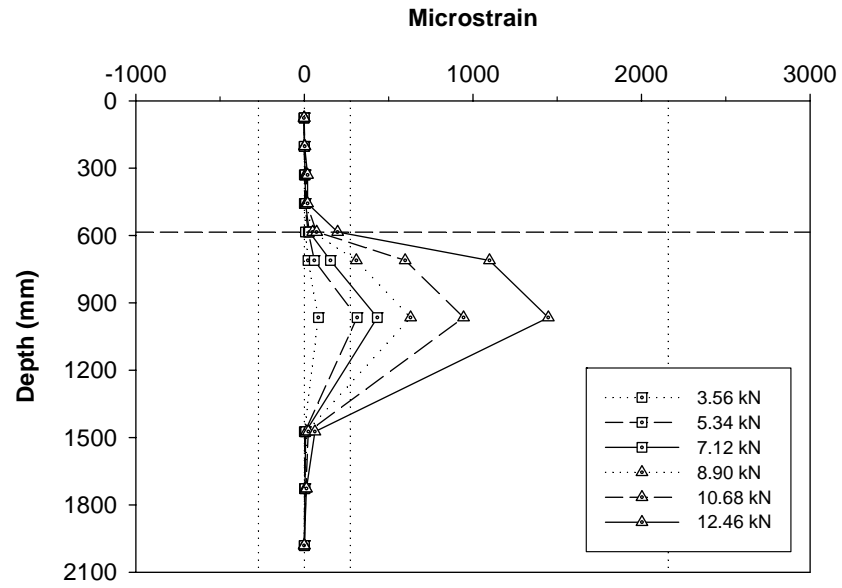 Microstrain
-1000 0 1000 2000 3000
0
300
600
900
1200
1500
1800
2100
Depth (mm)
3.56 kN
5.34 kN
7.12 kN
8.90 kN
10.68 kN
12.46 kN